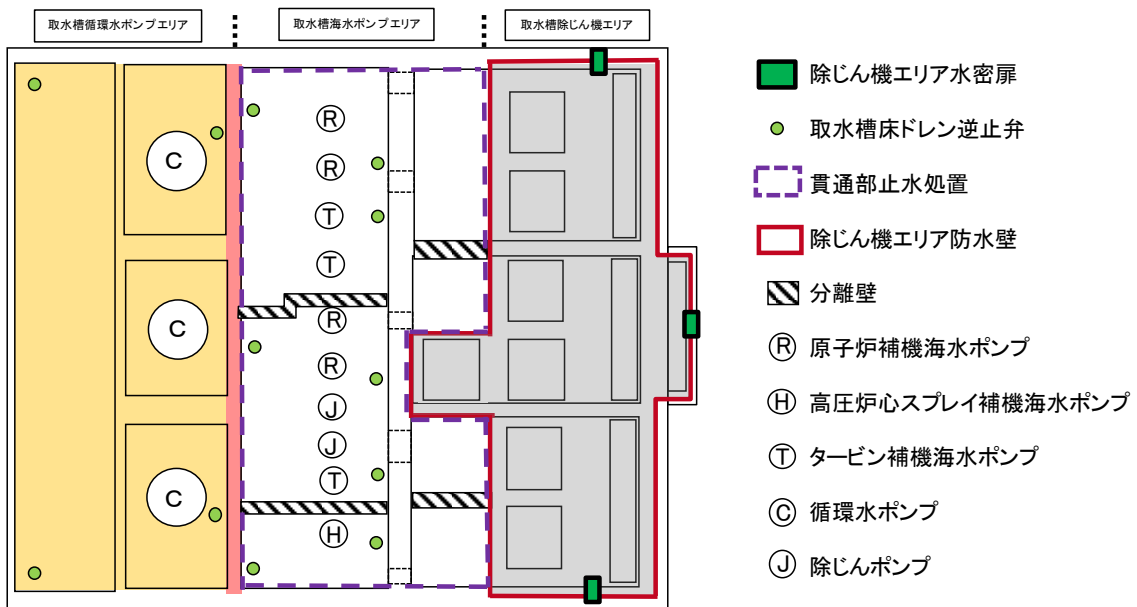 取水槽循環水ポンプエリア
取水槽海水ポンプエリア
取水槽除じん機エリア
C
C
C
R
R
T
T
R
R
J
J
T
H
除じん機エリア水密扉
取水槽床ドレン逆止弁
貫通部止水処置
除じん機エリア防水壁
分離壁
R 原子炉補機海水ポンプ
H 高圧炉心スプレイ補機海水ポンプ
T タービン補機海水ポンプ
C 循環水ポンプ
J 除じんポンプ